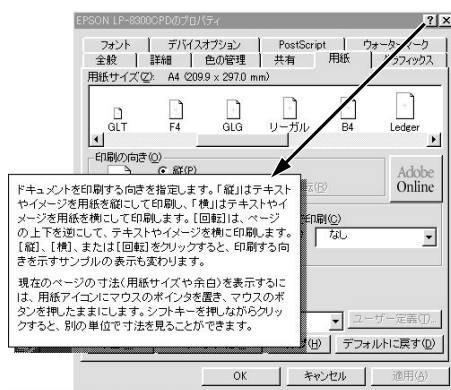 EPSON LP-8300CPDのプロパティ
フォント デバイスオプション PostScript ウォーターマーク
全般 詳細 色の管理 共有 用紙 グラフィックス
用紙サイズ(Z): A4 (209.9 x 297.0 mm)
GLT F4 GLG リーガル B4 Ledger
印刷の向き(O)
縦(P)
転(R)
Adobe
Online
ドキュメントを印刷する向きを指定します。「縦」はテキスト
やイメージを用紙を縦にして印刷し、「横」はテキストやイ
メージを用紙を横にして印刷します。[回転]は、ページ
の上下を逆にして、テキストやイメージを横に印刷します。
[縦]、[横]、または[回転]をクリックすると、印刷する向
きを示すサンプルの表示も変わります。
印刷(C)
なし
現在のページの寸法(用紙サイズや余白)を表示するに
は、用紙アイコンにマウスのポインタを置き、マウスのボ
タンを押したままにします。シフトキーを押しながらクリッ
クすると、別の単位で寸法を見ることができます。
ユーザー定義(T)...
(H) デフォルトに戻す(D)
OK キャンセル 適用(A)